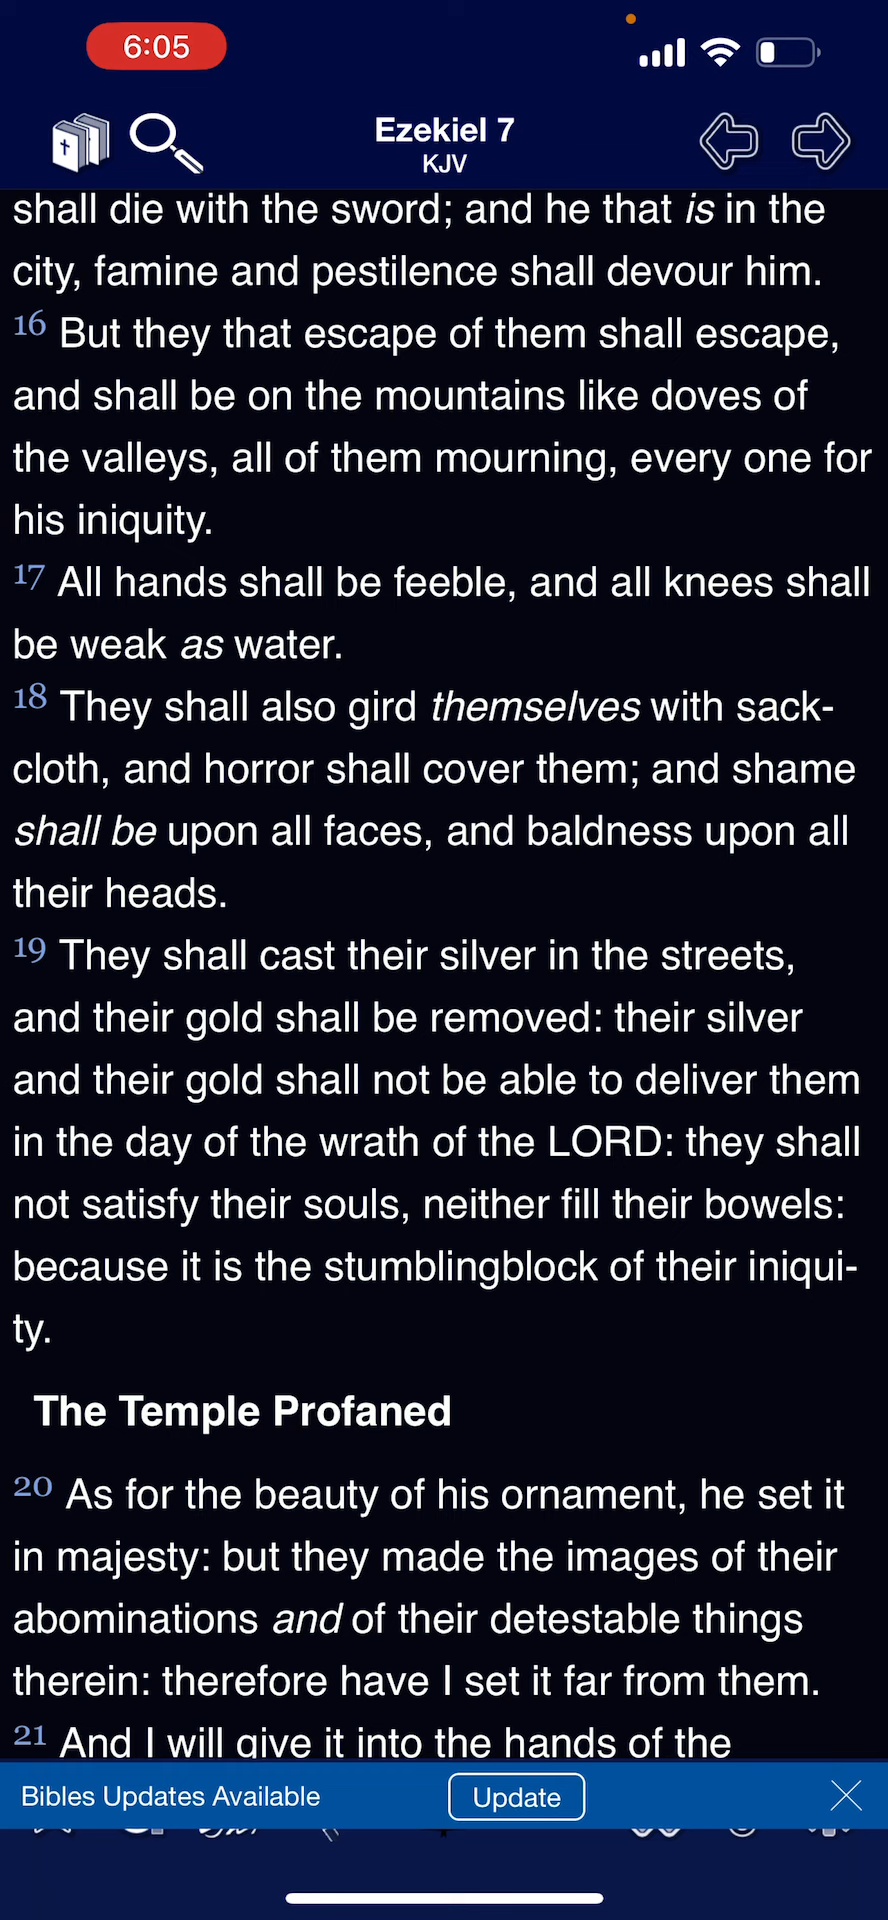 6:05
Ezekiel 7
KJV
shall die with the sword; and he that is in the
city, famine and pestilence shall devour him.
16 But they that escape of them shall escape,
and shall be on the mountains like doves of
the valleys, all of them mourning, every one for
his iniquity.
17 All hands shall be feeble, and all knees shall
be weak as water.
18 They shall also gird themselves with sack-
cloth, and horror shall cover them; and shame
shall be upon all faces, and baldness upon all
their heads.
19 They shall cast their silver in the streets,
and their gold shall be removed: their silver
and their gold shall not be able to deliver them
in the day of the wrath of the LORD: they shall
not satisfy their souls, neither fill their bowels:
because it is the stumblingblock of their iniqui-
ty.
The Temple Profaned
20 As for the beauty of his ornament, he set it
in majesty: but they made the images of their
abominations and of their detestable things
therein: therefore have I set it far from them.
21 And I will give it into the hands of the
Bibles Updates Available
Update